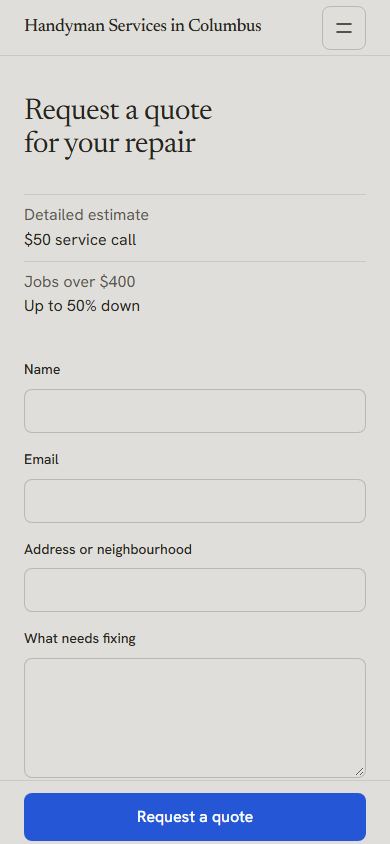 Handyman Services in Columbus
Request a quote
for your repair
Detailed estimate
$50 service call
Jobs over $400
Up to 50% down
Name
Email
Address or neighbourhood
What needs fixing
Request a quote